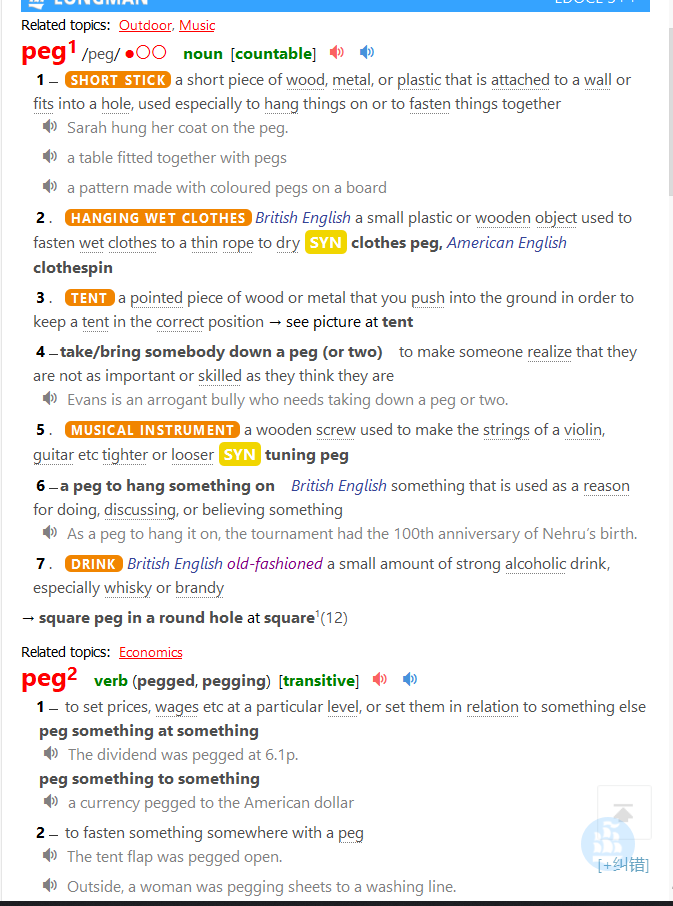 LONGMAN
LDOCE 5++
Related topics: Outdoor, Music
peg1 /peg/ ●○○ noun [countable]
1 – SHORT STICK a short piece of wood, metal, or plastic that is attached to a wall or
fits into a hole, used especially to hang things on or to fasten things together
Sarah hung her coat on the peg.
a table fitted together with pegs
a pattern made with coloured pegs on a board
2 . HANGING WET CLOTHES British English a small plastic or wooden object used to
fasten wet clothes to a thin rope to dry SYN clothes peg, American English
clothespin
3 . TENT a pointed piece of wood or metal that you push into the ground in order to
keep a tent in the correct position → see picture at tent
4 – take/bring somebody down a peg (or two) to make someone realize that they
are not as important or skilled as they think they are
Evans is an arrogant bully who needs taking down a peg or two.
5 . MUSICAL INSTRUMENT a wooden screw used to make the strings of a violin,
guitar etc tighter or looser SYN tuning peg
6 – a peg to hang something on British English something that is used as a reason
for doing, discussing, or believing something
As a peg to hang it on, the tournament had the 100th anniversary of Nehru's birth.
7 . DRINK British English old-fashioned a small amount of strong alcoholic drink,
especially whisky or brandy
→ square peg in a round hole at square1(12)
Related topics: Economics
peg2 verb (pegged, pegging) [transitive]
1 – to set prices, wages etc at a particular level, or set them in relation to something else
peg something at something
The dividend was pegged at 6.1p.
peg something to something
a currency pegged to the American dollar
2 – to fasten something somewhere with a peg
The tent flap was pegged open.
[+纠错]
Outside, a woman was pegging sheets to a washing line.